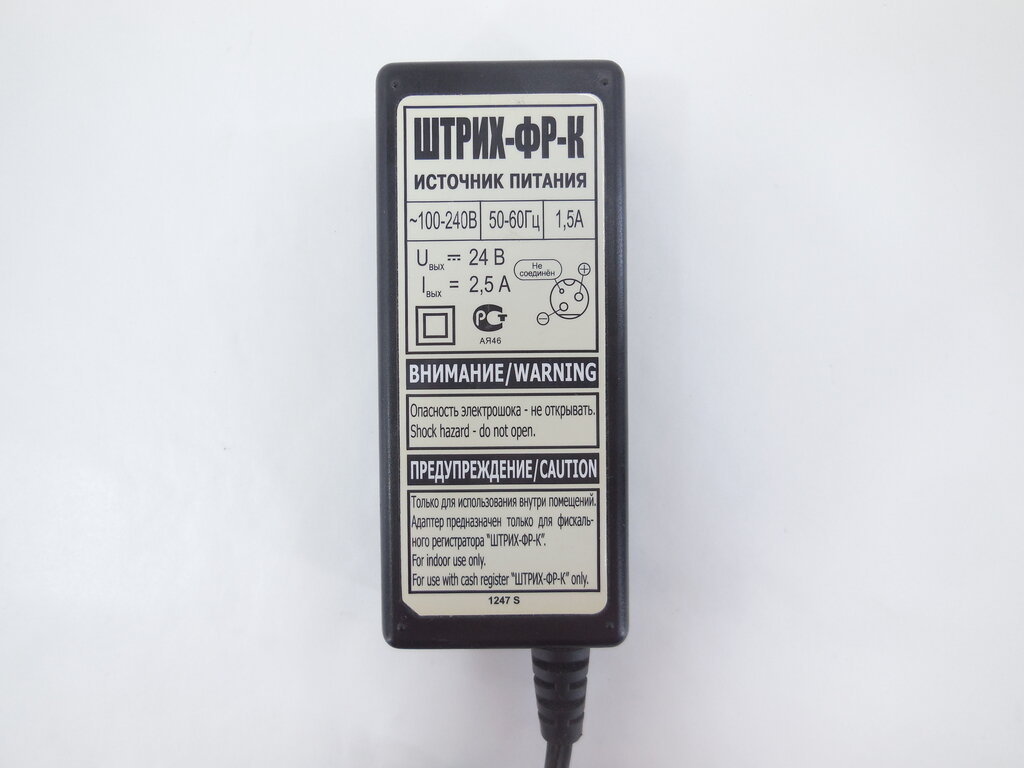 ШТРИХ-ФР-К
ИСТОЧНИК ПИТАНИЯ
~100-240В 50-60Гц 1,5А
Uвых ⎓ 24 В
Iвых = 2,5 А
Не
соединён
+
−
РСТ
АЯ46
ВНИМАНИЕ/WARNING
Опасность электрошока - не открывать.
Shock hazard - do not open.
ПРЕДУПРЕЖДЕНИЕ/CAUTION
Только для использования внутри помещений.
Адаптер предназначен только для фискаль-
ного регистратора "ШТРИХ-ФР-К".
For indoor use only.
For use with cash register "ШТРИХ-ФР-К" only.
1247 S